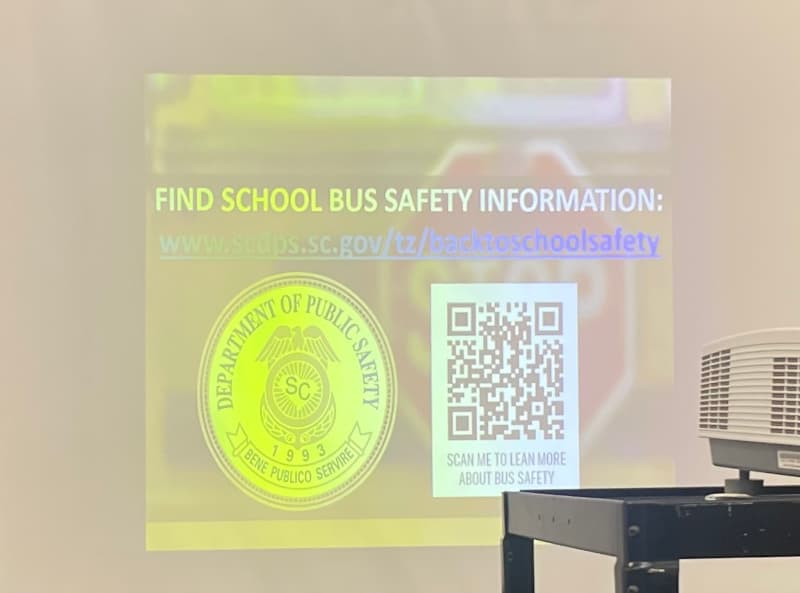 FIND SCHOOL BUS SAFETY INFORMATION:
www.scdps.sc.gov/tz/backtoschoolsafety
STOP
DEPARTMENT OF PUBLIC SAFETY
SC
1993
BENE PUBLICO SERVIRE
SCAN ME TO LEAN MORE
ABOUT BUS SAFETY